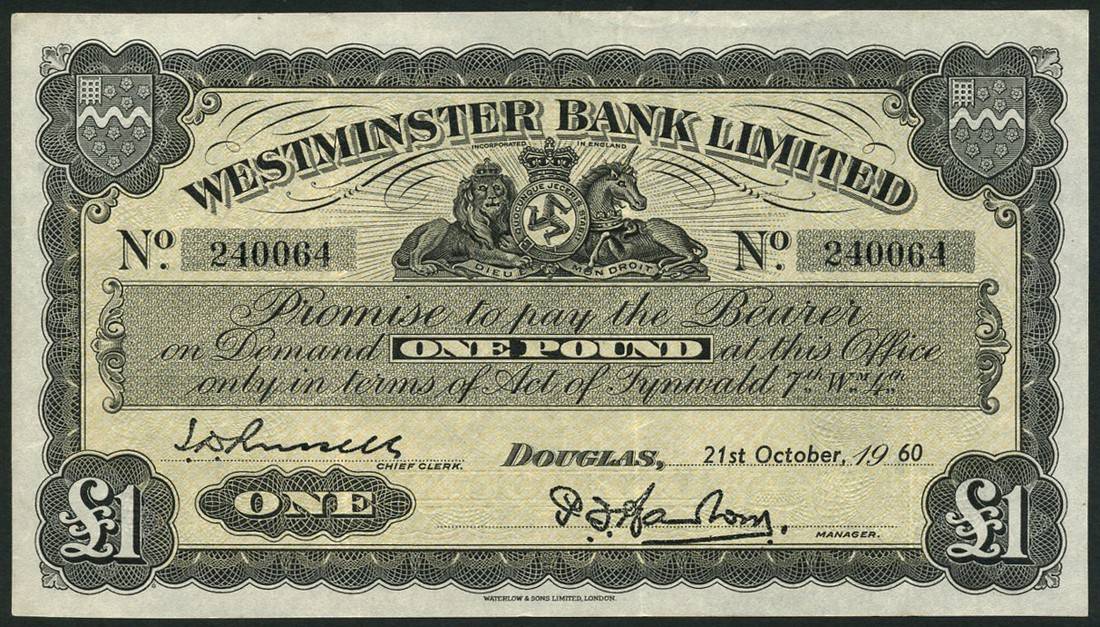 WESTMINSTER BANK LIMITED
INCORPORATED IN ENGLAND
QUOCUNQUE JECERIS STABIT
DIEU ET MON DROIT
No. 240064 No. 240064
Promise to pay the Bearer
on Demand ONE POUND at this Office
only in terms of Act of Tynwald 7th Wm 4th
CHIEF CLERK.
DOUGLAS, 21st October, 19 60
ONE
MANAGER.
£1 £1
WATERLOW & SONS LIMITED, LONDON.